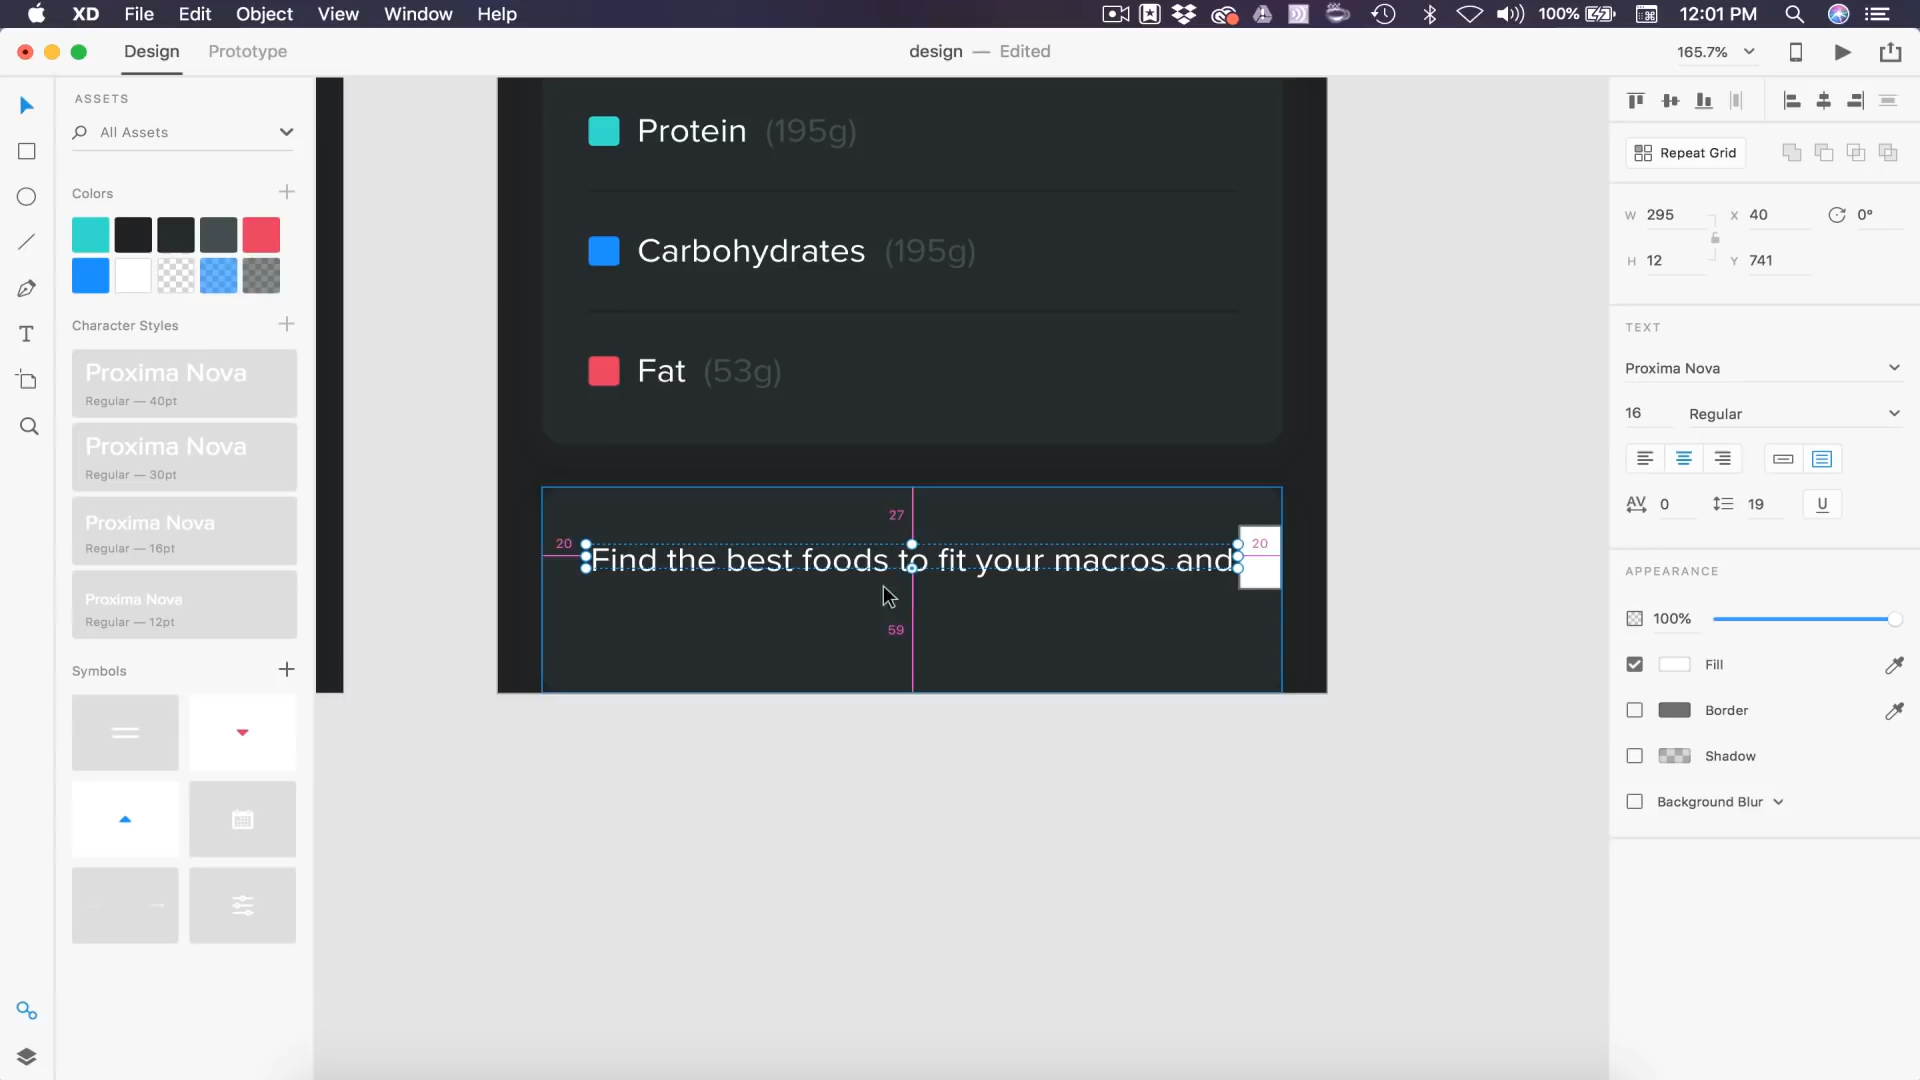 XD File Edit Object View Window Help 100% 12:01 PM
Design Prototype design — Edited 165.7%
ASSETS
All Assets
Colors
Character Styles
Proxima Nova
Regular — 40pt
Proxima Nova
Regular — 30pt
Proxima Nova
Regular — 16pt
Proxima Nova
Regular — 12pt
Symbols
Protein (195g)
Carbohydrates (195g)
Fat (53g)
27
20 20
Find the best foods to fit your macros and
59
Repeat Grid
W 295 X 40 0°
H 12 Y 741
TEXT
Proxima Nova
16 Regular
AV 0 19 U
APPEARANCE
100%
Fill
Border
Shadow
Background Blur